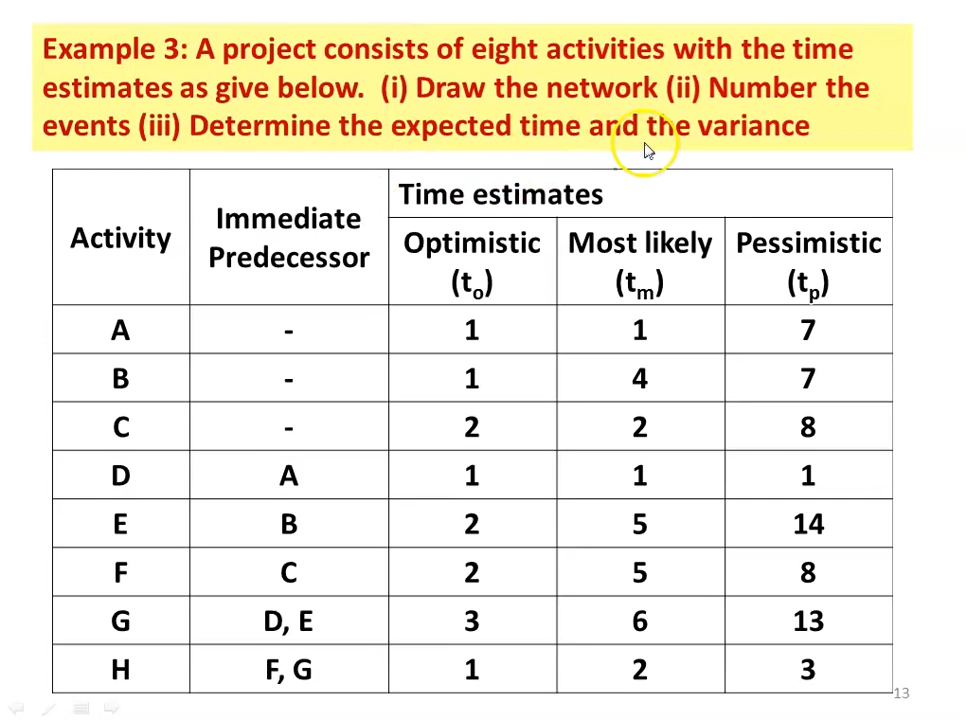 Example 3: A project consists of eight activities with the time
estimates as give below. (i) Draw the network (ii) Number the
events (iii) Determine the expected time and the variance
Activity Immediate Predecessor Time estimates
Optimistic (to) Most likely (tm) Pessimistic (tp)
A - 1 1 7
B - 1 4 7
C - 2 2 8
D A 1 1 1
E B 2 5 14
F C 2 5 8
G D, E 3 6 13
H F, G 1 2 3
13